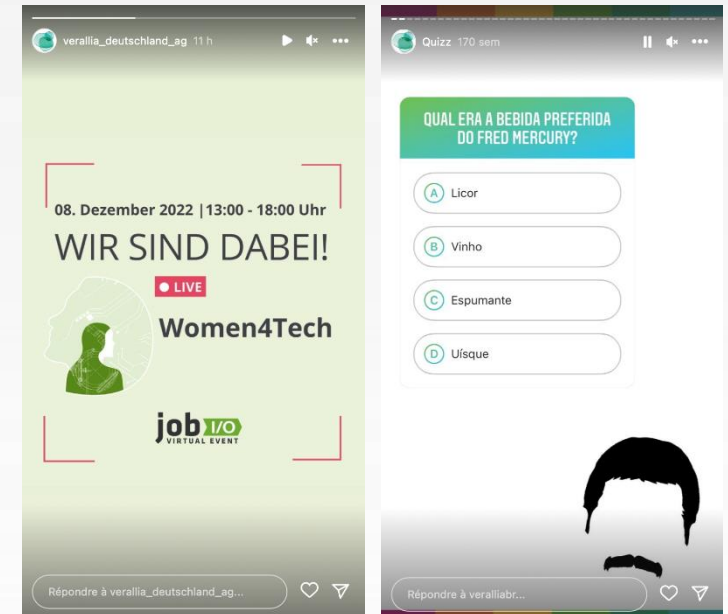 verallia_deutschland_ag 11 h
08. Dezember 2022 |13:00 - 18:00 Uhr
WIR SIND DABEI!
LIVE
Women4Tech
job I/O
VIRTUAL EVENT
Répondre à verallia_deutschland_ag...
Quizz 170 sem
QUAL ERA A BEBIDA PREFERIDA
DO FRED MERCURY?
A Licor
B Vinho
C Espumante
D Uísque
Répondre à veralliabr...